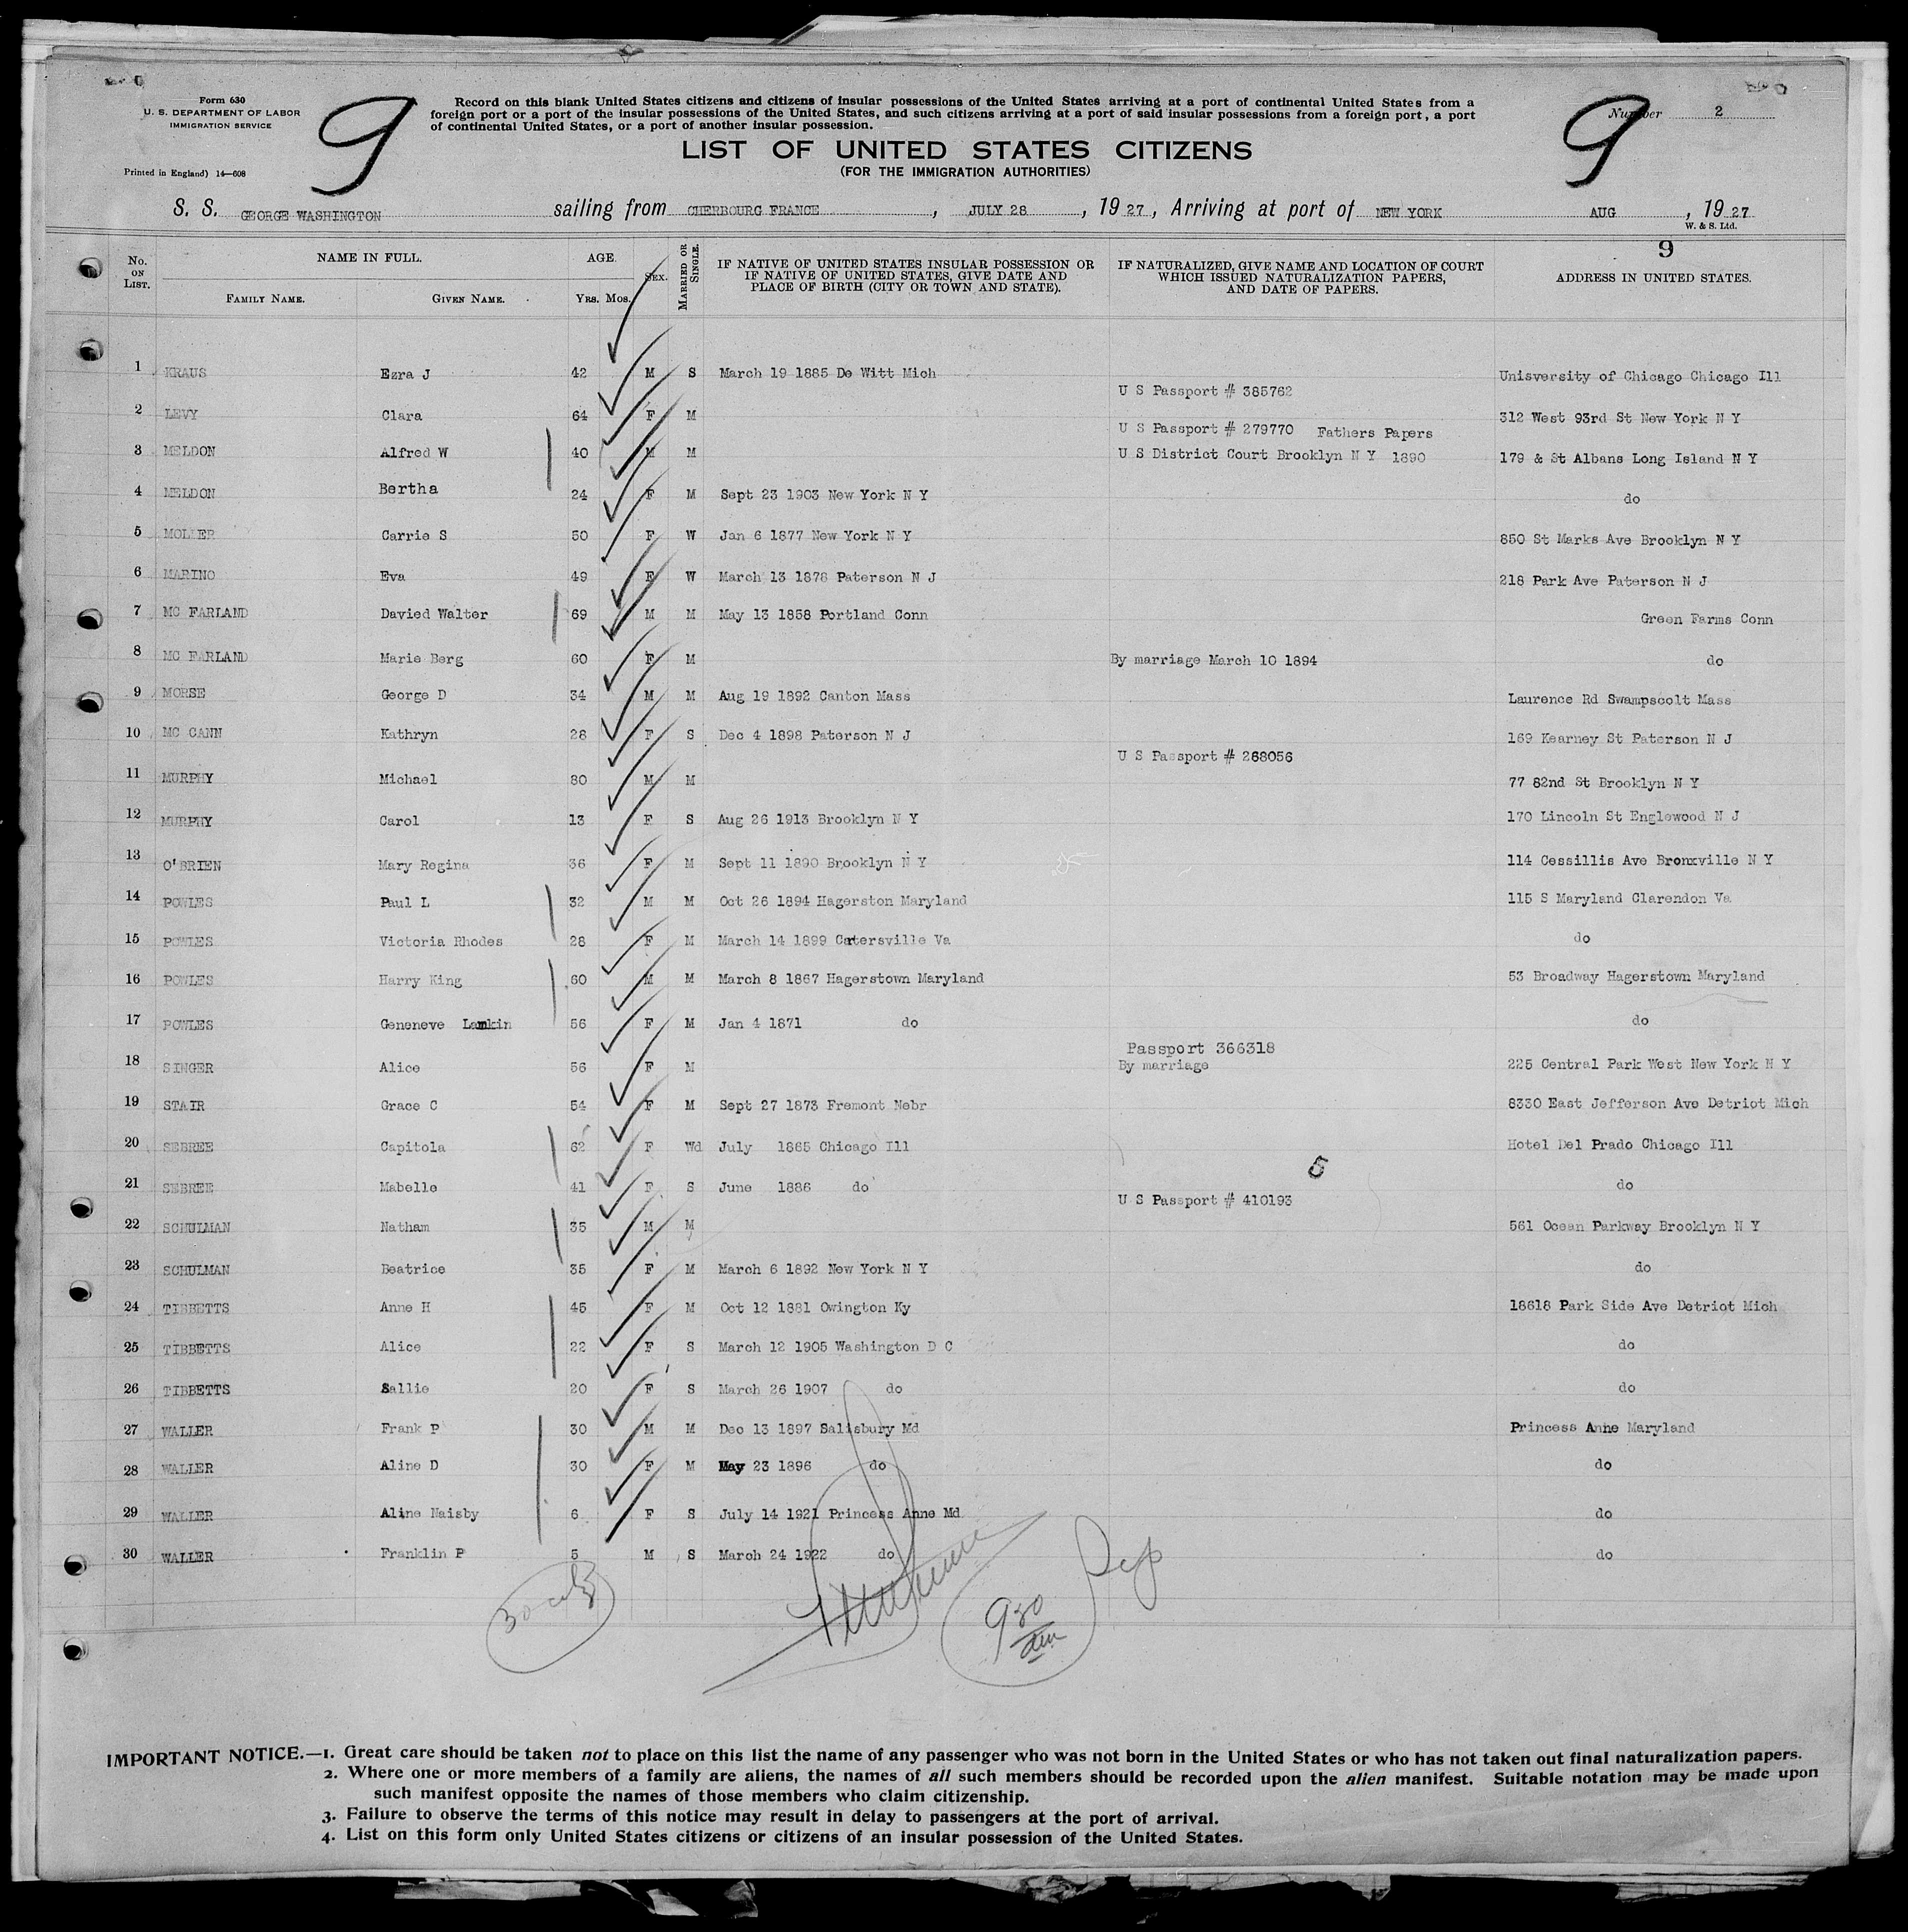 Form 630
U. S. DEPARTMENT OF LABOR
IMMIGRATION SERVICE
Printed in England) 14—608
9
Record on this blank United States citizens and citizens of insular possessions of the United States arriving at a port of continental United States from a
foreign port or a port of the insular possessions of the United States, and such citizens arriving at a port of said insular possessions from a foreign port, a port
of continental United States, or a port of another insular possession.
Number 2
9
LIST OF UNITED STATES CITIZENS
(FOR THE IMMIGRATION AUTHORITIES)
S. S. GEORGE WASHINGTON sailing from CHERBOURG FRANCE, JULY 28, 1927, Arriving at port of NEW YORK AUG, 1927
W. & S. Ltd.
9
No. ON LIST. NAME IN FULL. FAMILY NAME. GIVEN NAME. AGE. YRS. MOS. SEX. MARRIED OR SINGLE. IF NATIVE OF UNITED STATES INSULAR POSSESSION OR IF NATIVE OF UNITED STATES, GIVE DATE AND PLACE OF BIRTH (CITY OR TOWN AND STATE). IF NATURALIZED, GIVE NAME AND LOCATION OF COURT WHICH ISSUED NATURALIZATION PAPERS, AND DATE OF PAPERS. ADDRESS IN UNITED STATES.
1 KRAUS Ezra J 42 M S March 19 1885 De Witt Mich Unisversity of Chicago Chicago Ill
U S Passport # 385762
2 LEVY Clara 64 F M 312 West 93rd St New York N Y
U S Passport # 279770 Fathers Papers
3 MELDON Alfred W 40 M M U S District Court Brooklyn N Y 1890 179 & St Albans Long Island N Y
4 MELDON Bertha 24 F M Sept 23 1903 New York N Y do
5 MOLLER Carrie S 50 F W Jan 6 1877 New York N Y 850 St Marks Ave Brooklyn N Y
6 MARINO Eva 49 F W March 13 1878 Paterson N J 218 Park Ave Paterson N J
7 MC FARLAND Davied Walter 69 M M May 13 1858 Portland Conn Green Farms Conn
8 MC FARLAND Marie Berg 60 F M By marriage March 10 1894 do
9 MORSE George D 34 M M Aug 19 1892 Canton Mass Laurence Rd Swampscolt Mass
10 MC CANN Kathryn 28 F S Dec 4 1898 Paterson N J 169 Kearney St Paterson N J
U S Passport # 268056
11 MURPHY Michael 80 M M 77 82nd St Brooklyn N Y
12 MURPHY Carol 13 F S Aug 26 1913 Brooklyn N Y 170 Lincoln St Englewood N J
13 O'BRIEN Mary Regina 36 F M Sept 11 1890 Brooklyn N Y 114 Cessillis Ave Bronxville N Y
14 POWLES Paul L 32 M M Oct 26 1894 Hagerston Maryland 115 S Maryland Clarendon Va
15 POWLES Victoria Rhodes 28 F M March 14 1899 Catersville Va do
16 POWLES Harry King 60 M M March 8 1867 Hagerstown Maryland 53 Broadway Hagerstown Maryland
17 POWLES Geneneve Lamkin 56 F M Jan 4 1871 do do
Passport 366318
18 SINGER Alice 56 F M By marriage 225 Central Park West New York N Y
19 STAIR Grace C 54 F M Sept 27 1873 Fremont Nebr 8330 East Jefferson Ave Detriot Mich
20 SEBREE Capitola 62 F Wd July 1865 Chicago Ill Hotel Del Prado Chicago Ill
5
21 SEBREE Mabelle 41 F S June 1886 do do
U S Passport # 410193
22 SCHULMAN Natham 35 M M 561 Ocean Parkway Brooklyn N Y
23 SCHULMAN Beatrice 35 F M March 6 1892 New York N Y do
24 TIBBETTS Anne H 45 F M Oct 12 1881 Owington Ky 18618 Park Side Ave Detriot Mich
25 TIBBETTS Alice 22 F S March 12 1905 Washington D C do
26 TIBBETTS Sallie 20 F S March 26 1907 do do
27 WALLER Frank P 30 M M Dec 13 1897 Salisbury Md Princess Anne Maryland
28 WALLER Aline D 30 F M May 23 1896 do do
29 WALLER Aline Naisby 6 F S July 14 1921 Princess Anne Md do
30 WALLER Franklin P 5 M S March 24 1922 do do
30
9 30
am
IMPORTANT NOTICE.—1. Great care should be taken not to place on this list the name of any passenger who was not born in the United States or who has not taken out final naturalization papers.
2. Where one or more members of a family are aliens, the names of all such members should be recorded upon the alien manifest. Suitable notation may be made upon
such manifest opposite the names of those members who claim citizenship.
3. Failure to observe the terms of this notice may result in delay to passengers at the port of arrival.
4. List on this form only United States citizens or citizens of an insular possession of the United States.